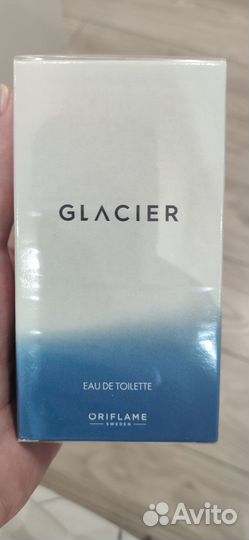 GLACIER
EAU DE TOILETTE
ORIFLAME
SWEDEN
Avito